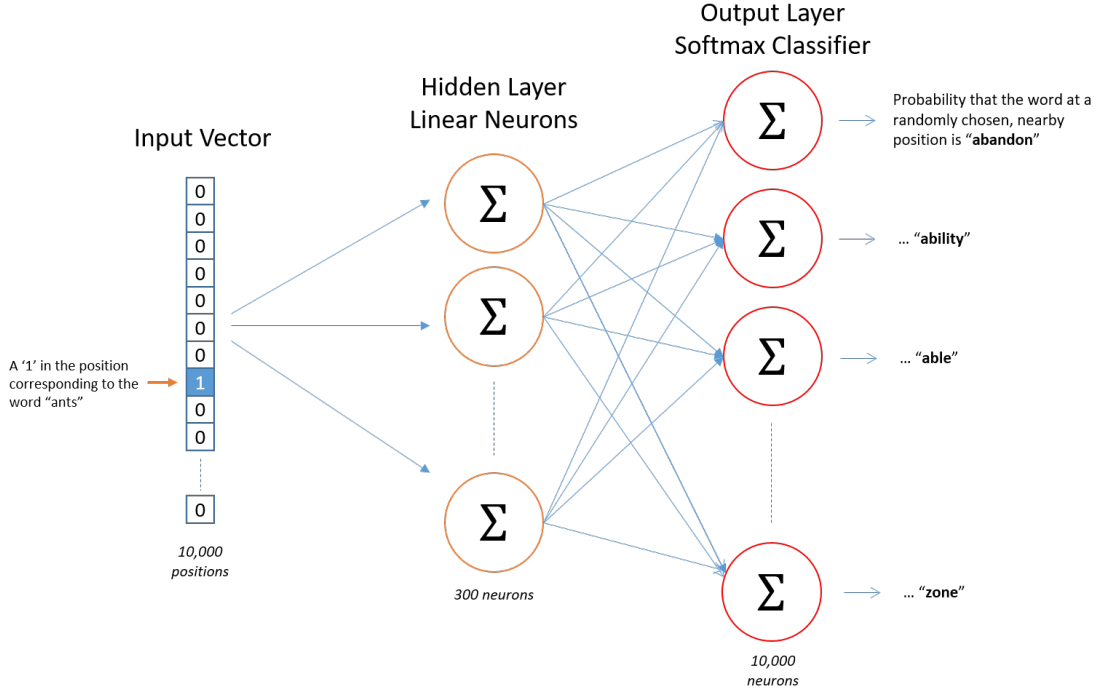 Output Layer
Softmax Classifier
Hidden Layer
Linear Neurons
Input Vector
0
0
0
0
0
0
0
1
0
0
0
A ‘1’ in the position
corresponding to the
word “ants”
10,000
positions
Σ
Σ
Σ
300 neurons
Σ
Σ
Σ
Σ
10,000
neurons
Probability that the word at a
randomly chosen, nearby
position is “abandon”
... “ability”
... “able”
... “zone”